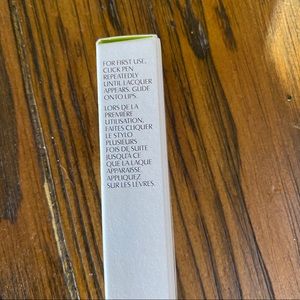 FOR FIRST USE,
CLICK PEN
REPEATEDLY
UNTIL LACQUER
APPEARS. GLIDE
ONTO LIPS.
LORS DE LA
PREMIÈRE
UTILISATION,
FAITES CLIQUER
LE STYLO
PLUSIEURS
FOIS DE SUITE
JUSQU'À CE
QUE LA LAQUE
APPARAISSE.
APPLIQUEZ
SUR LES LÈVRES.